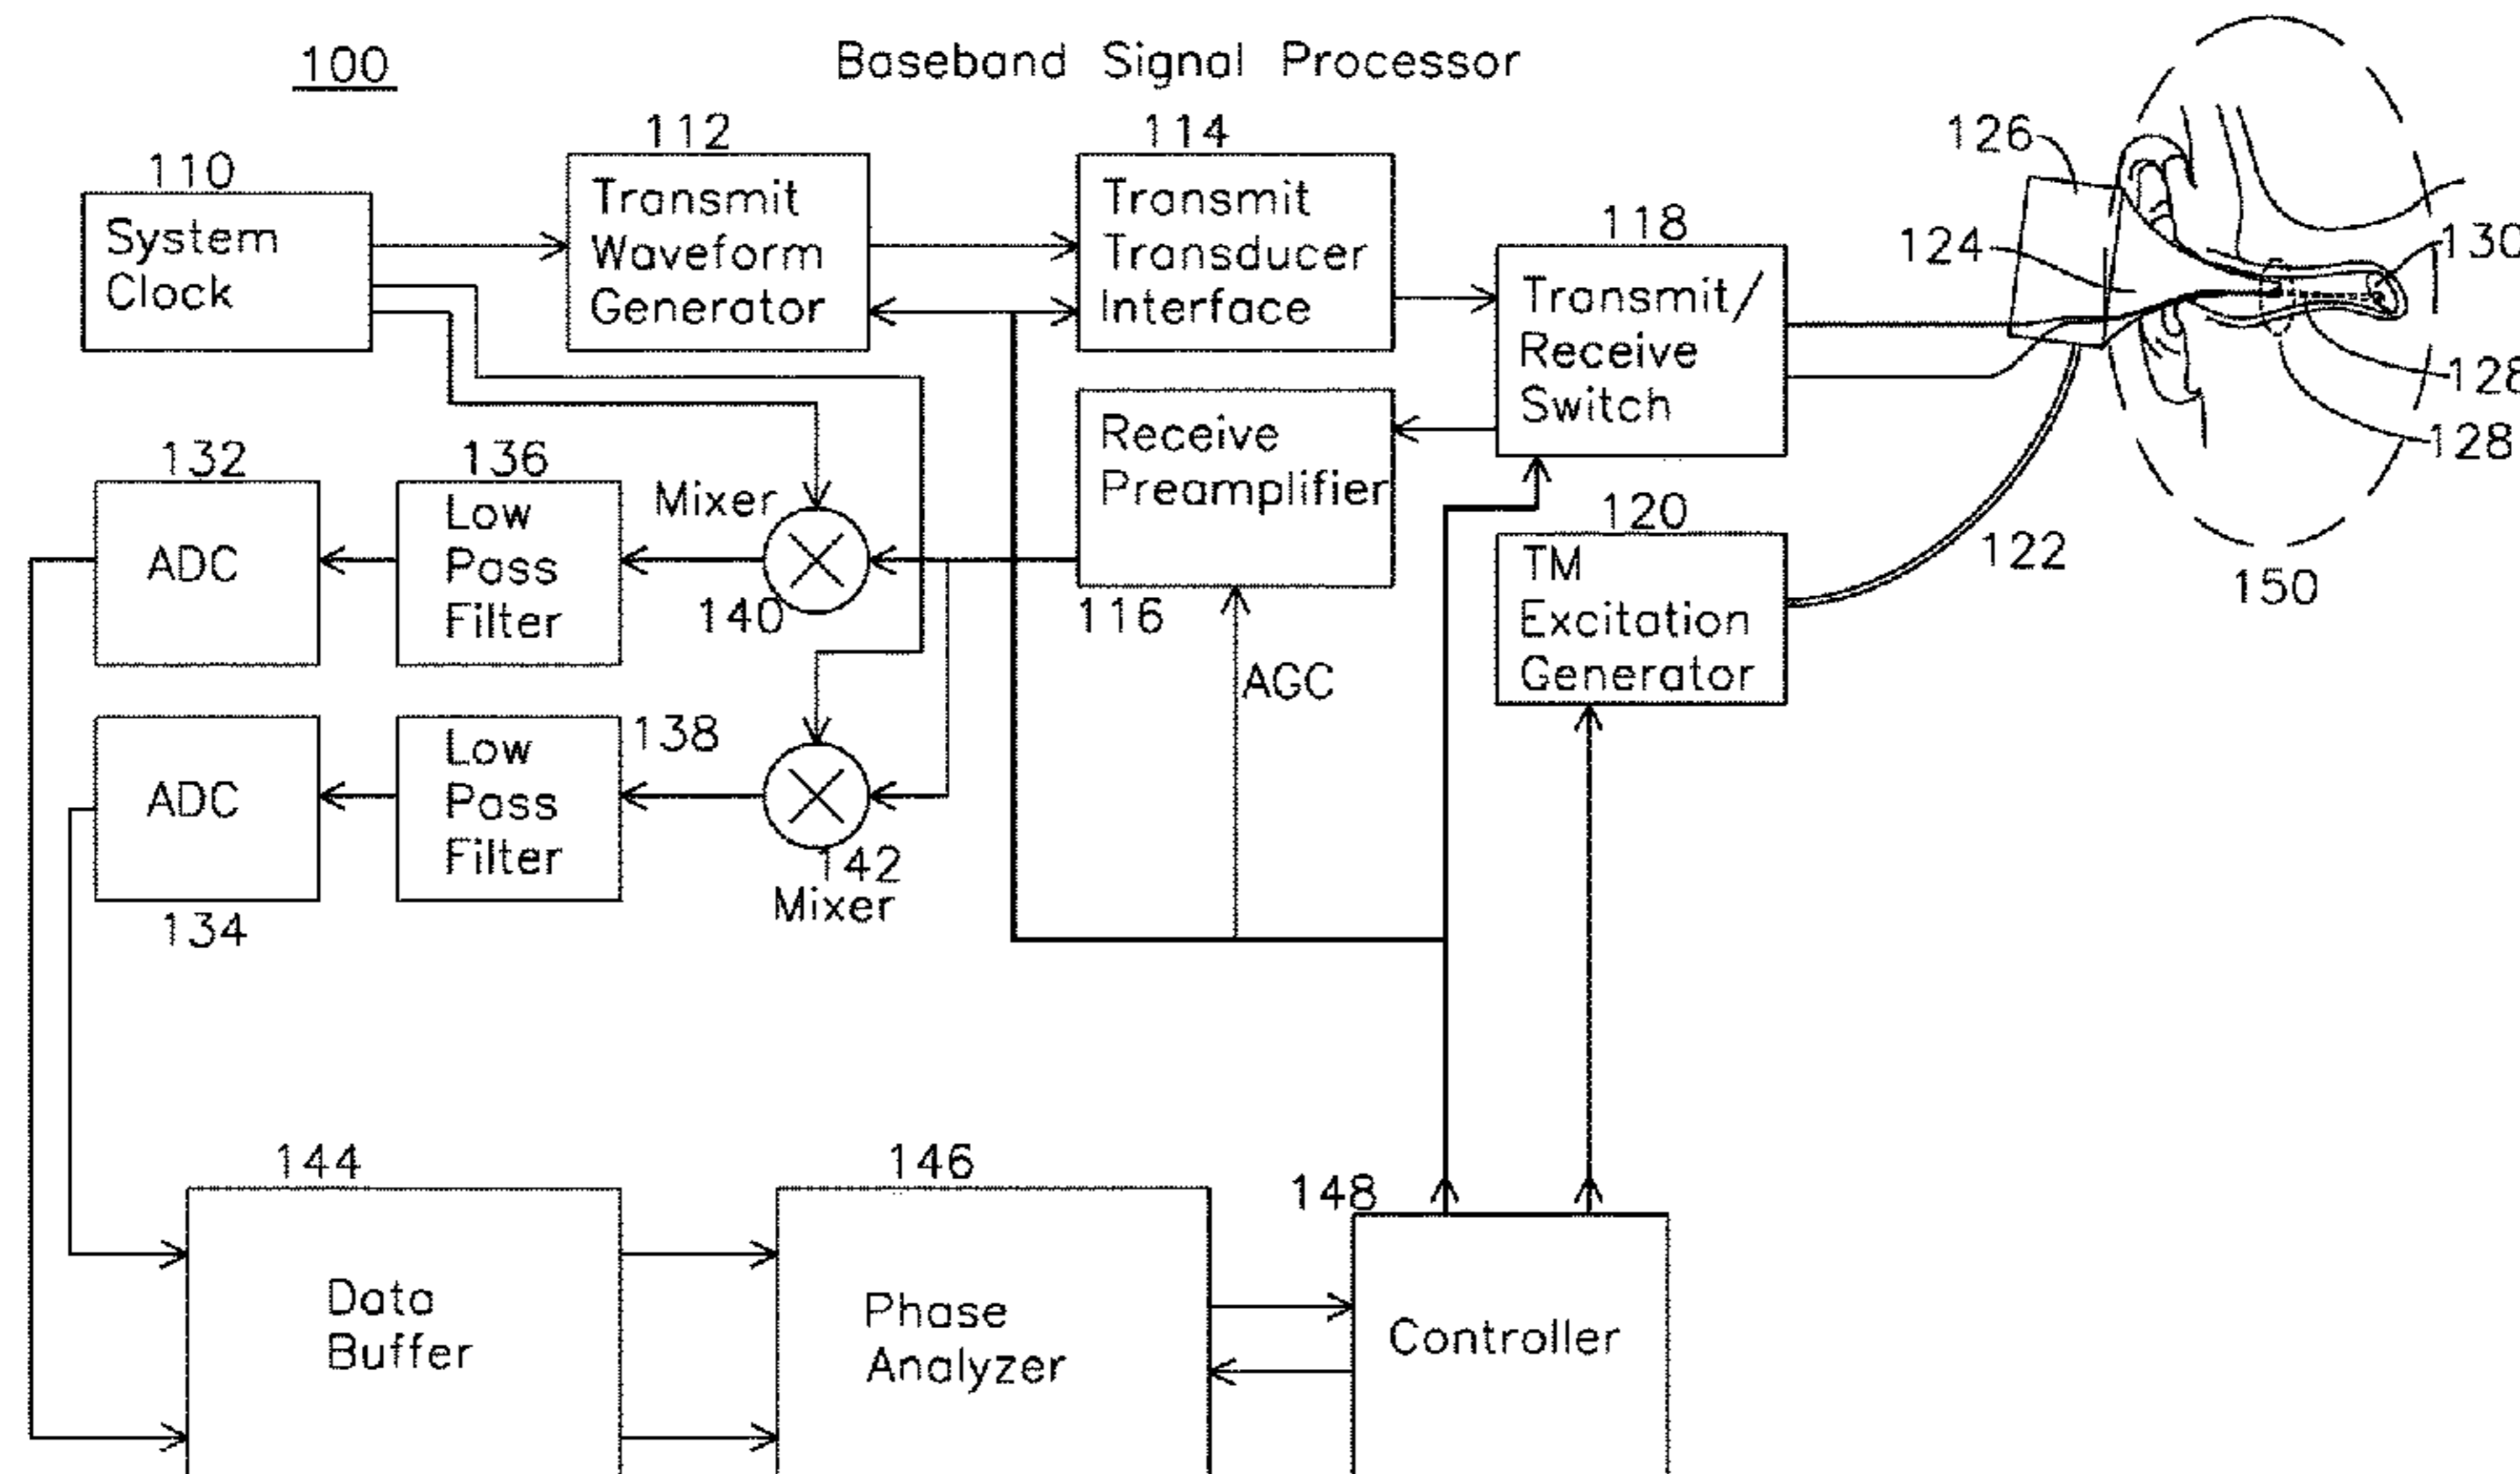 100
Baseband Signal Processor
110
System
Clock
112
Transmit
Waveform
Generator
114
Transmit
Transducer
Interface
118
Transmit/
Receive
Switch
126
124
130
128
128
122
150
132
ADC
136
Low
Pass
Filter
Mixer
140
Receive
Preamplifier
116
AGC
120
TM
Excitation
Generator
ADC
134
Low
Pass
Filter
138
142
Mixer
144
Data
Buffer
146
Phase
Analyzer
148
Controller